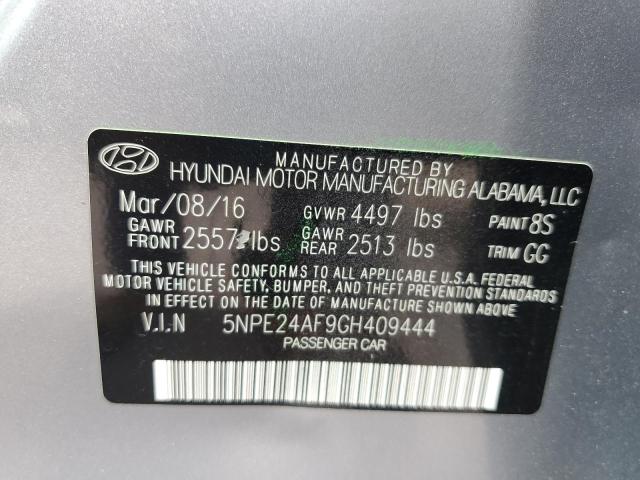 MANUFACTURED BY
HYUNDAI MOTOR MANUFACTURING ALABAMA, LLC
Mar/08/16 GVWR 4497 lbs PAINT 8S
GAWR FRONT 2557 lbs GAWR REAR 2513 lbs TRIM GG
THIS VEHICLE CONFORMS TO ALL APPLICABLE U.S.A. FEDERAL
MOTOR VEHICLE SAFETY, BUMPER, AND THEFT PREVENTION STANDARDS
IN EFFECT ON THE DATE OF MANUFACTURE SHOWN ABOVE
V.I.N 5NPE24AF9GH409444
PASSENGER CAR